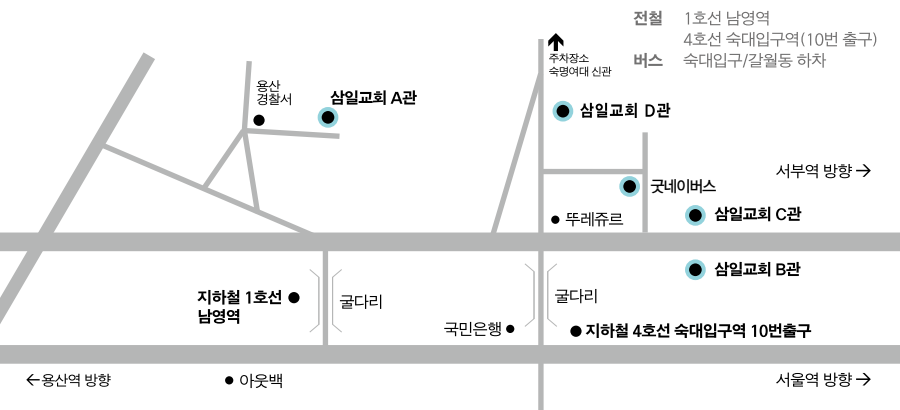 전철 1호선 남영역
4호선 숙대입구역(10번 출구)
버스 숙대입구/갈월동 하차
주차장소
숙명여대 신관
용산
경찰서
삼일교회 A관
삼일교회 D관
서부역 방향→
굿네이버스
삼일교회 C관
뚜레쥬르
삼일교회 B관
지하철 1호선
남영역
굴다리
굴다리
국민은행
지하철 4호선 숙대입구역 10번출구
←용산역 방향
아웃백
서울역 방향→